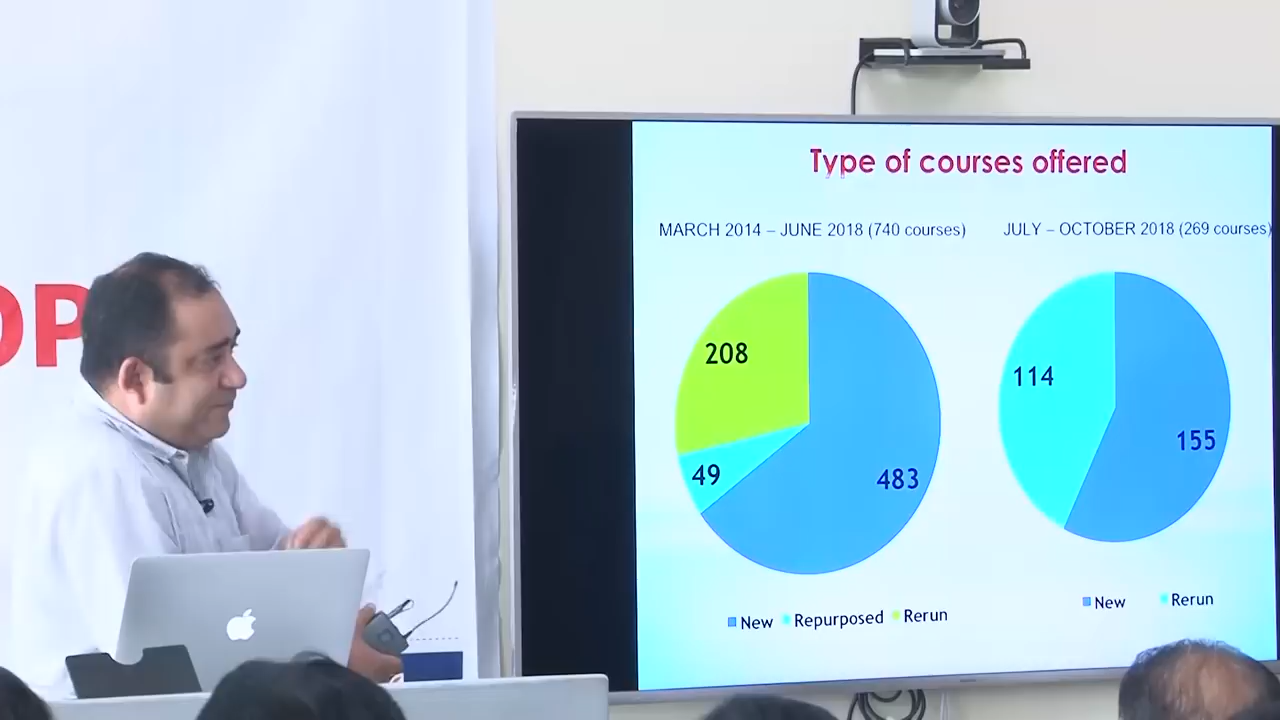 OP
Type of courses offered
MARCH 2014 – JUNE 2018 (740 courses)
JULY – OCTOBER 2018 (269 courses)
208
49
483
114
155
New Repurposed Rerun
New Rerun